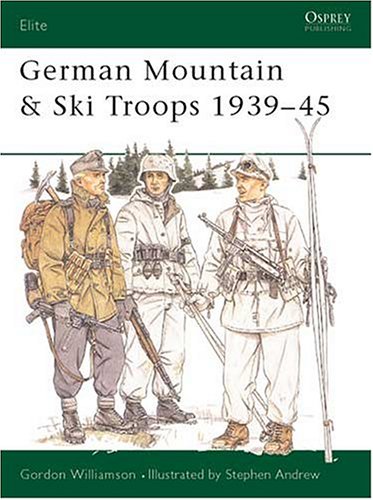 Elite
OSPREY
PUBLISHING
German Mountain
& Ski Troops 1939–45
Gordon Williamson • Illustrated by Stephen Andrew